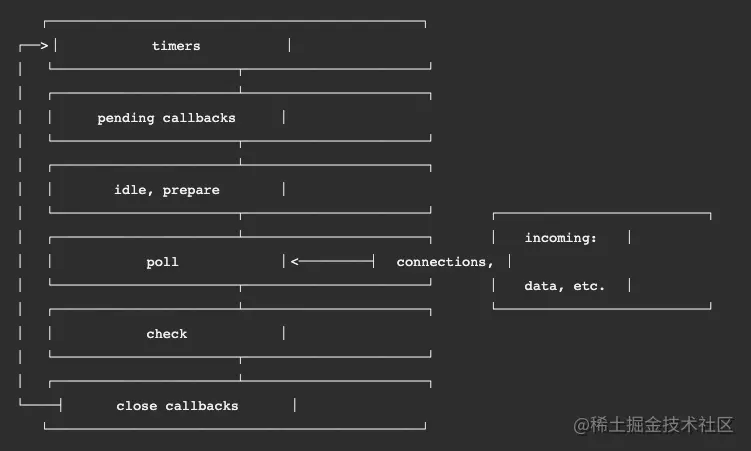 timers
pending callbacks
idle, prepare
incoming:
poll
connections,
data, etc.
check
close callbacks
@稀土掘金技术社区